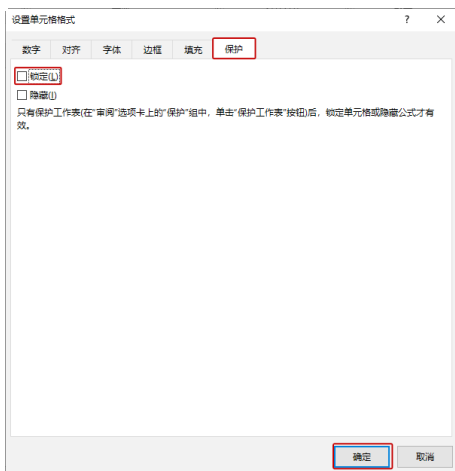 设置单元格格式 ? ×
数字 对齐 字体 边框 填充 保护
锁定(L)
隐藏(I)
只有保护工作表(在"审阅"选项卡上的"保护"组中，单击"保护工作表"按钮)后，锁定单元格或隐藏公式才有
效。
确定 取消